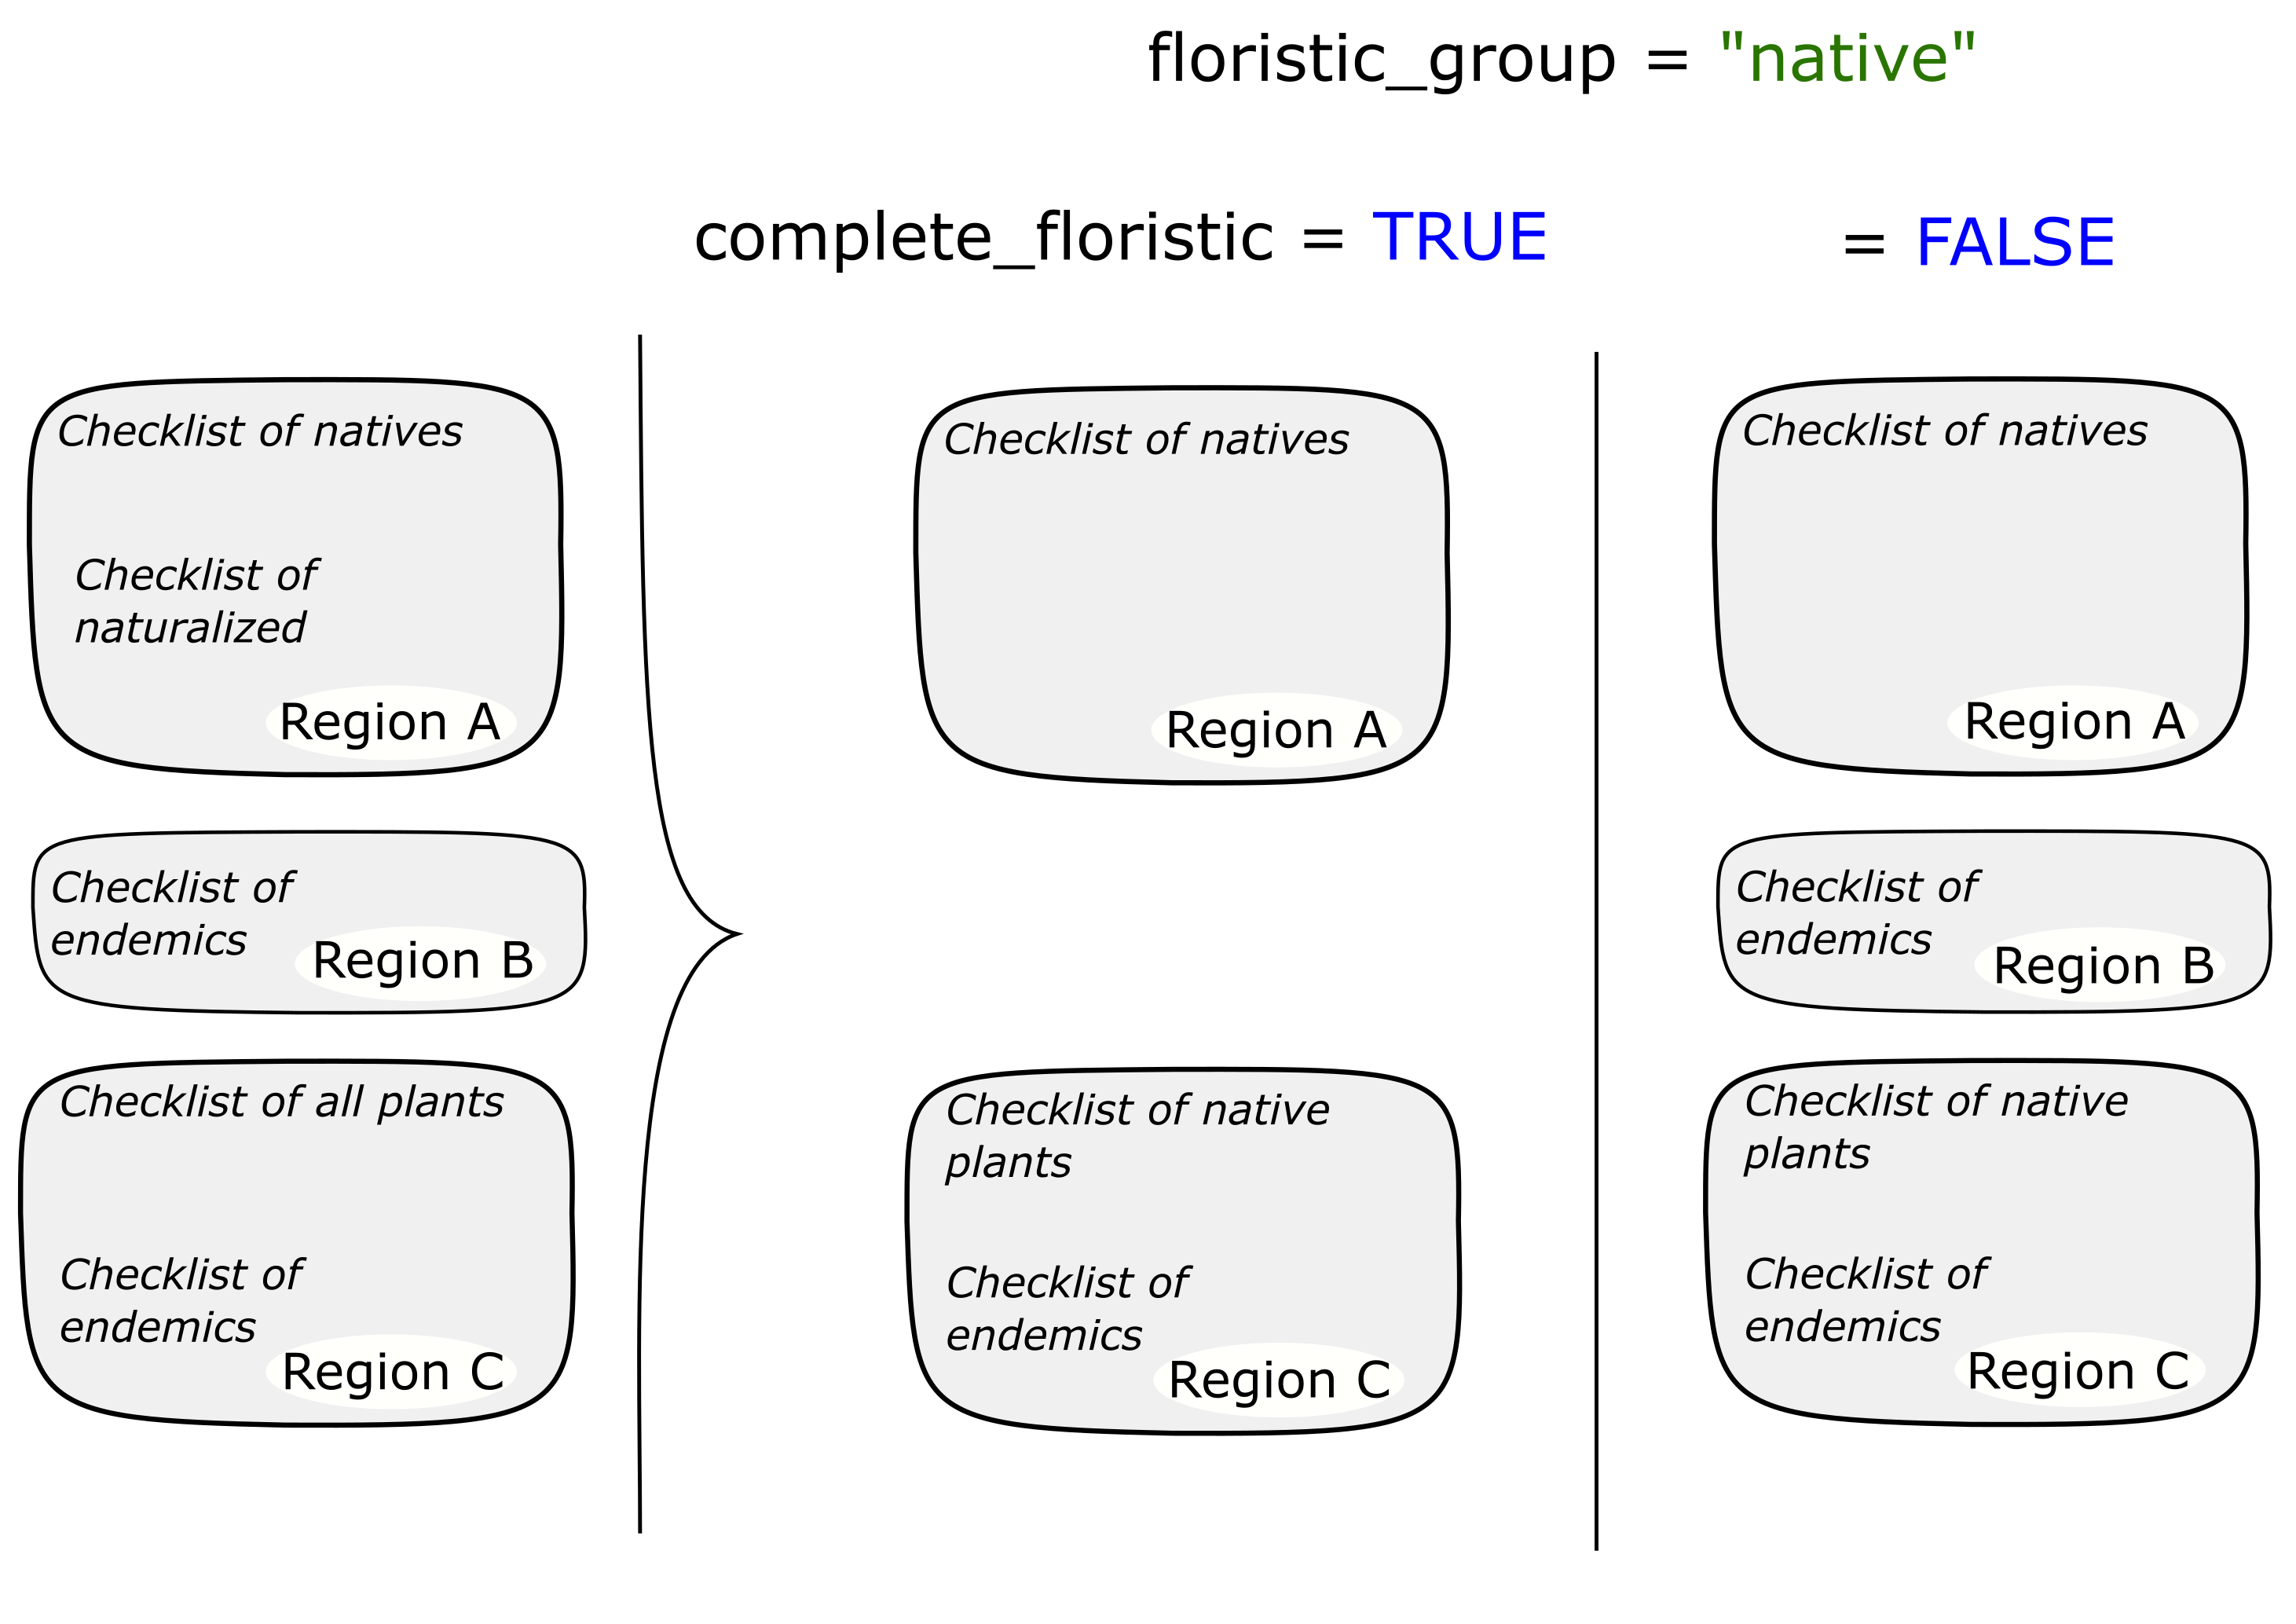 floristic_group = "native"
complete_floristic = TRUE
= FALSE
Checklist of natives
Checklist of
naturalized
Region A
Checklist of
endemics
Region B
Checklist of all plants
Checklist of
endemics
Region C
Checklist of natives
Region A
Checklist of native
plants
Checklist of
endemics
Region C
Checklist of natives
Region A
Checklist of
endemics
Region B
Checklist of native
plants
Checklist of
endemics
Region C